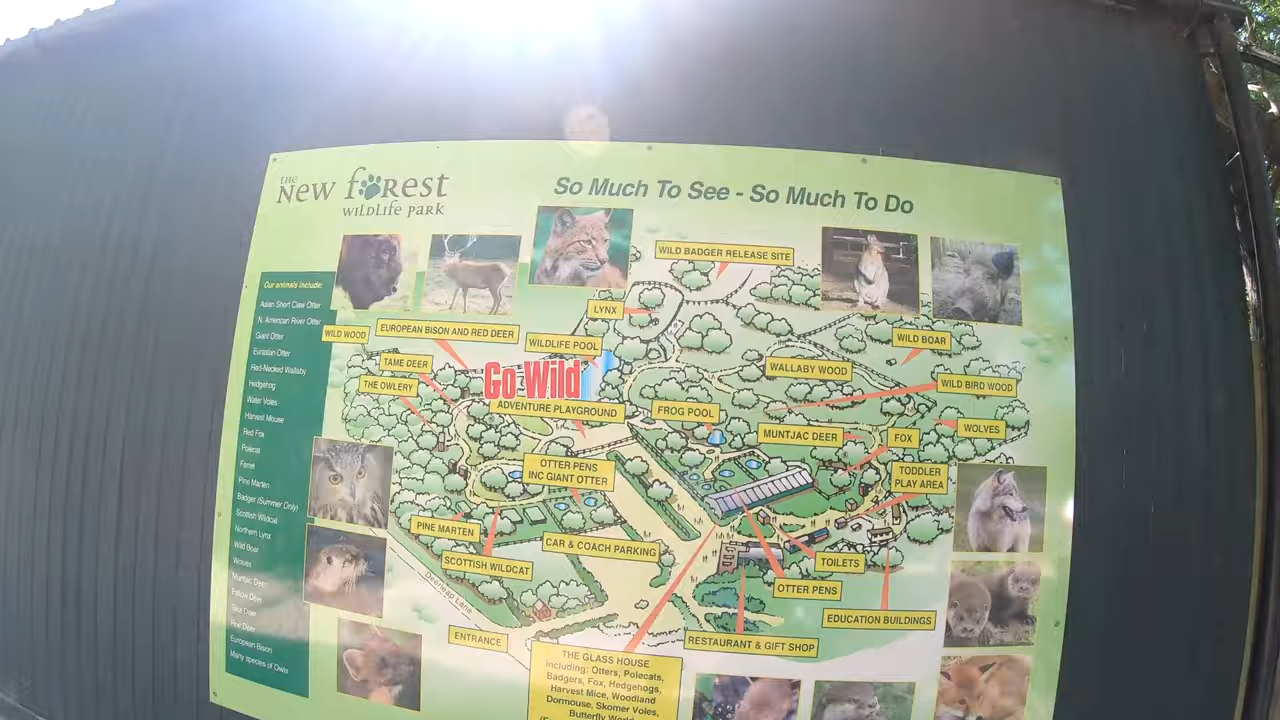 THE
NEW forest
WILDLIFE PARK
So Much To See - So Much To Do
Our animals include:
Asian Short Claw Otter
N. American River Otter
Giant Otter
Eurasian Otter
Red-Necked Wallaby
Hedgehog
Water Voles
Harvest Mouse
Red Fox
Polecat
Ferret
Pine Marten
Badger (Summer Only)
Scottish Wildcat
Northern Lynx
Wild Boar
Wolves
Muntjac Deer
Fallow Deer
Sika Deer
Roe Deer
European Bison
Many species of Owls
WILD BADGER RELEASE SITE
LYNX
WILD WOOD
EUROPEAN BISON AND RED DEER
WILDLIFE POOL
WILD BOAR
TAME DEER
THE OWLERY
Go Wild
ADVENTURE PLAYGROUND
WALLABY WOOD
WILD BIRD WOOD
FROG POOL
MUNTJAC DEER
FOX
WOLVES
OTTER PENS
INC GIANT OTTER
TODDLER
PLAY AREA
PINE MARTEN
SCOTTISH WILDCAT
CAR & COACH PARKING
TOILETS
OTTER PENS
EDUCATION BUILDINGS
Deerleap Lane
ENTRANCE
RESTAURANT & GIFT SHOP
THE GLASS HOUSE
Including: Otters, Polecats,
Badgers, Fox, Hedgehogs,
Harvest Mice, Woodland
Dormouse, Skomer Voles,
Butterfly World